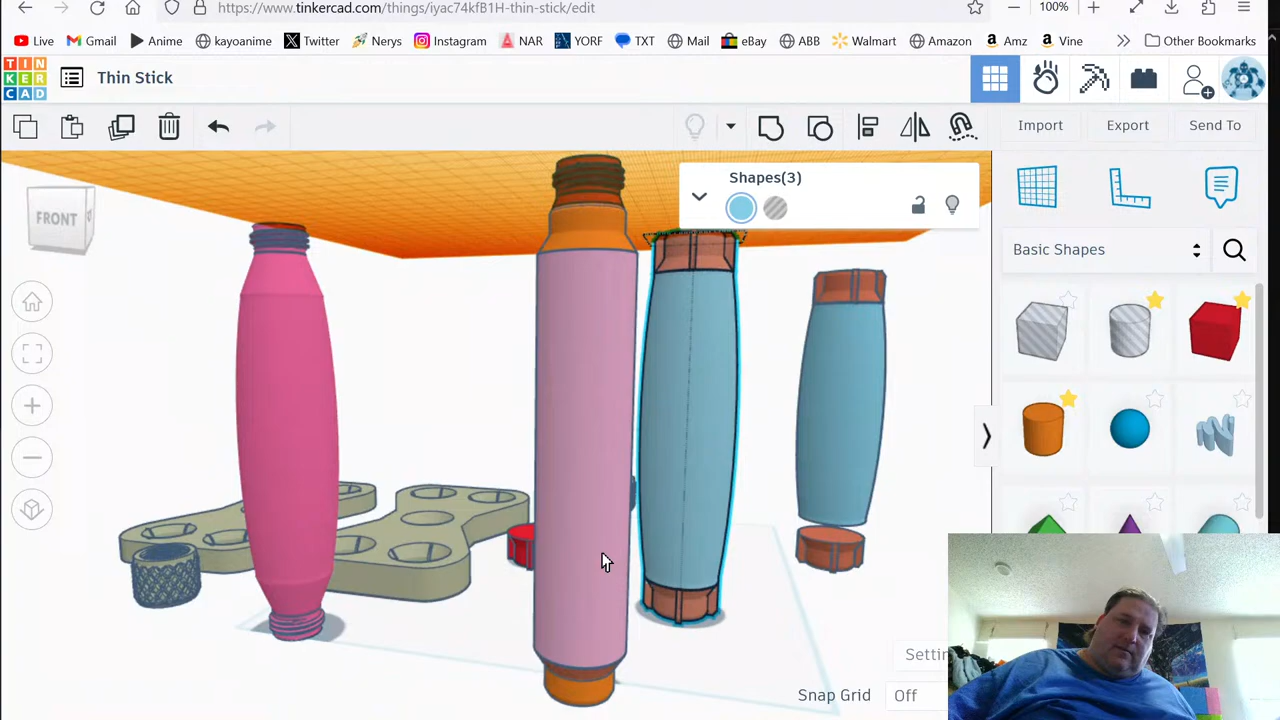 https://www.tinkercad.com/things/iyac74kfB1H-thin-stick/edit
100%
Live Gmail Anime kayoanime Twitter Nerys Instagram NAR YORF TXT Mail eBay ABB Walmart Amazon Amz Vine Other Bookmarks
TIN
KER
CAD
Thin Stick
Import Export Send To
Shapes(3)
FRONT
Basic Shapes
Settin
Snap Grid Off